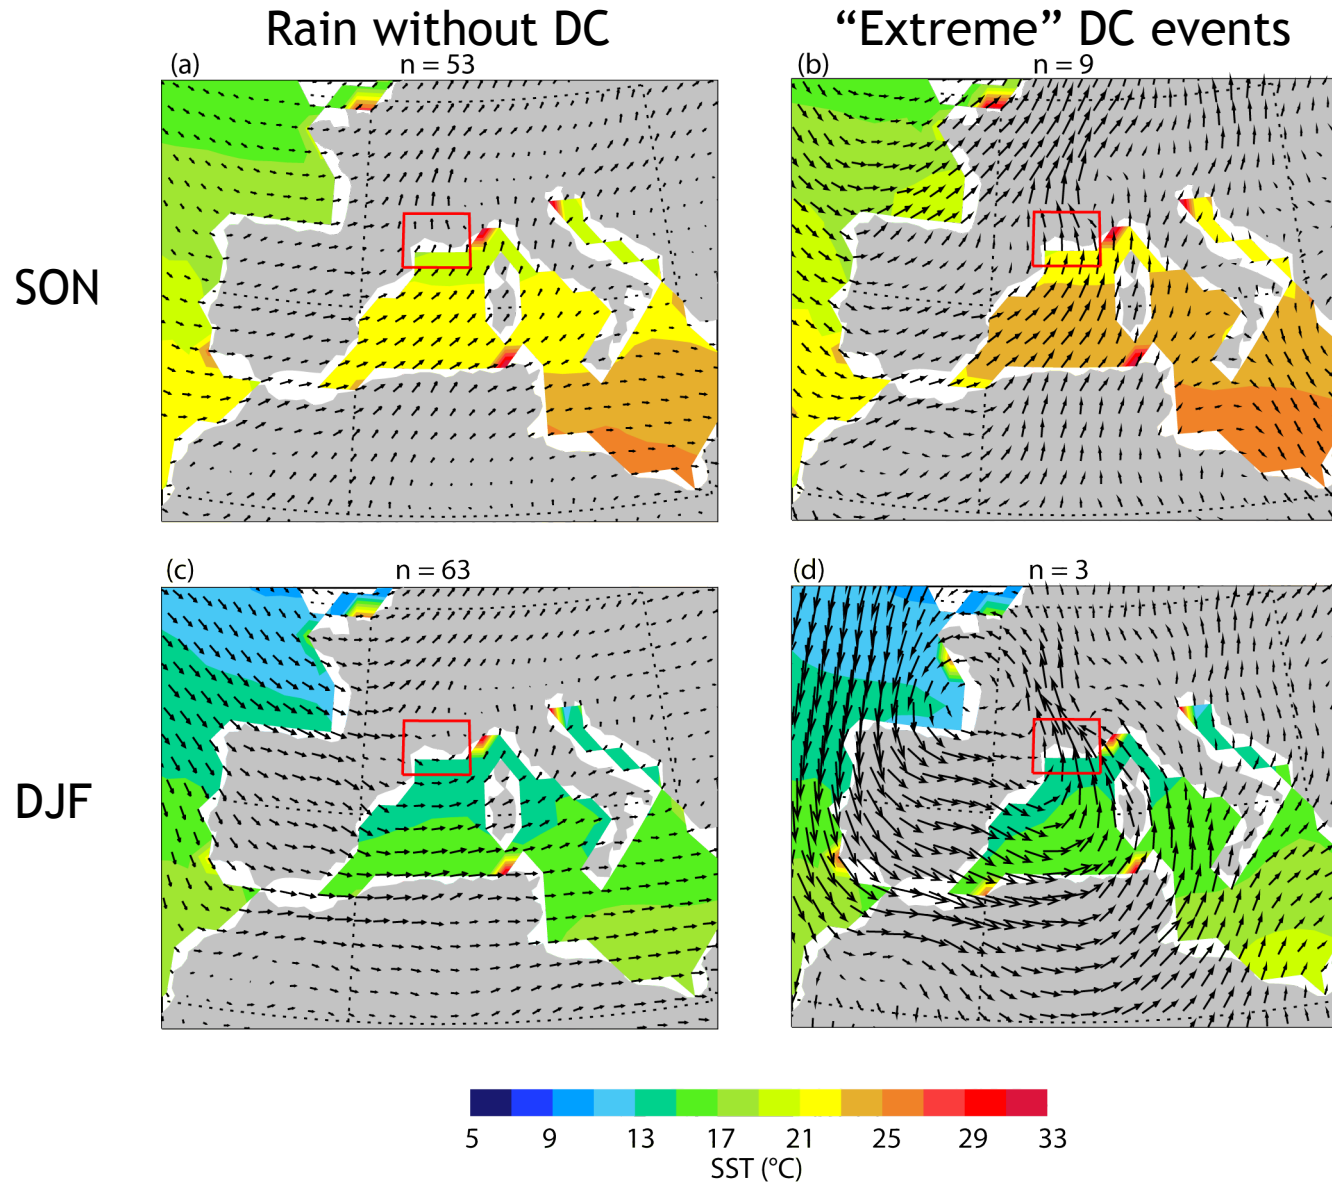 Rain without DC
“Extreme” DC events
(a) n = 53
(b) n = 9
SON
(c) n = 63
(d) n = 3
DJF
5 9 13 17 21 25 29 33
SST (°C)